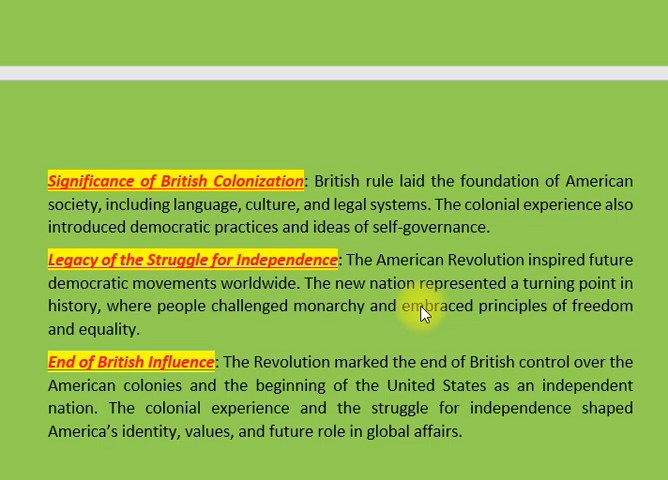 Significance of British Colonization: British rule laid the foundation of American
society, including language, culture, and legal systems. The colonial experience also
introduced democratic practices and ideas of self-governance.
Legacy of the Struggle for Independence: The American Revolution inspired future
democratic movements worldwide. The new nation represented a turning point in
history, where people challenged monarchy and embraced principles of freedom
and equality.
End of British Influence: The Revolution marked the end of British control over the
American colonies and the beginning of the United States as an independent
nation. The colonial experience and the struggle for independence shaped
America’s identity, values, and future role in global affairs.